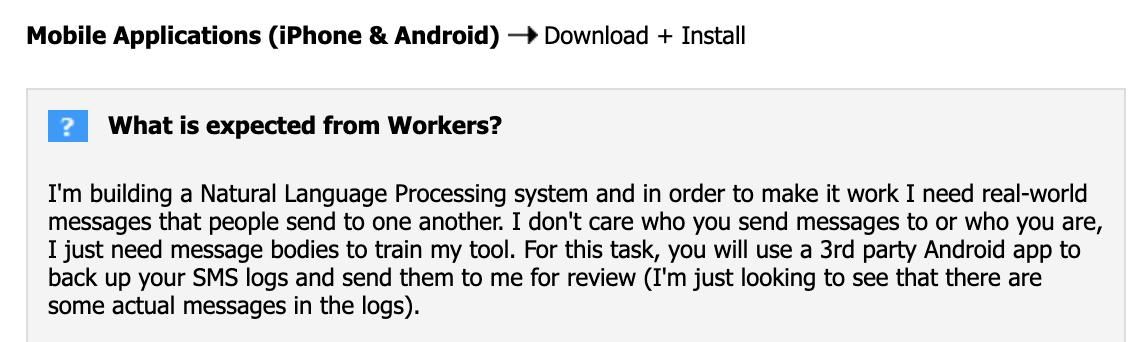 Mobile Applications (iPhone & Android) → Download + Install
? What is expected from Workers?
I'm building a Natural Language Processing system and in order to make it work I need real-world
messages that people send to one another. I don't care who you send messages to or who you are,
I just need message bodies to train my tool. For this task, you will use a 3rd party Android app to
back up your SMS logs and send them to me for review (I'm just looking to see that there are
some actual messages in the logs).